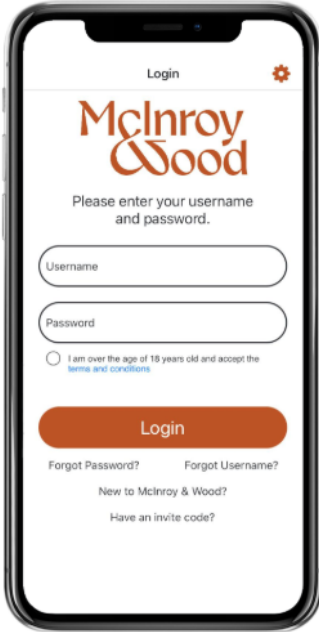 Login
McInroy
&Wood
Please enter your username
and password.
Username
Password
I am over the age of 18 years old and accept the
terms and conditions
Login
Forgot Password? Forgot Username?
New to McInroy & Wood?
Have an invite code?